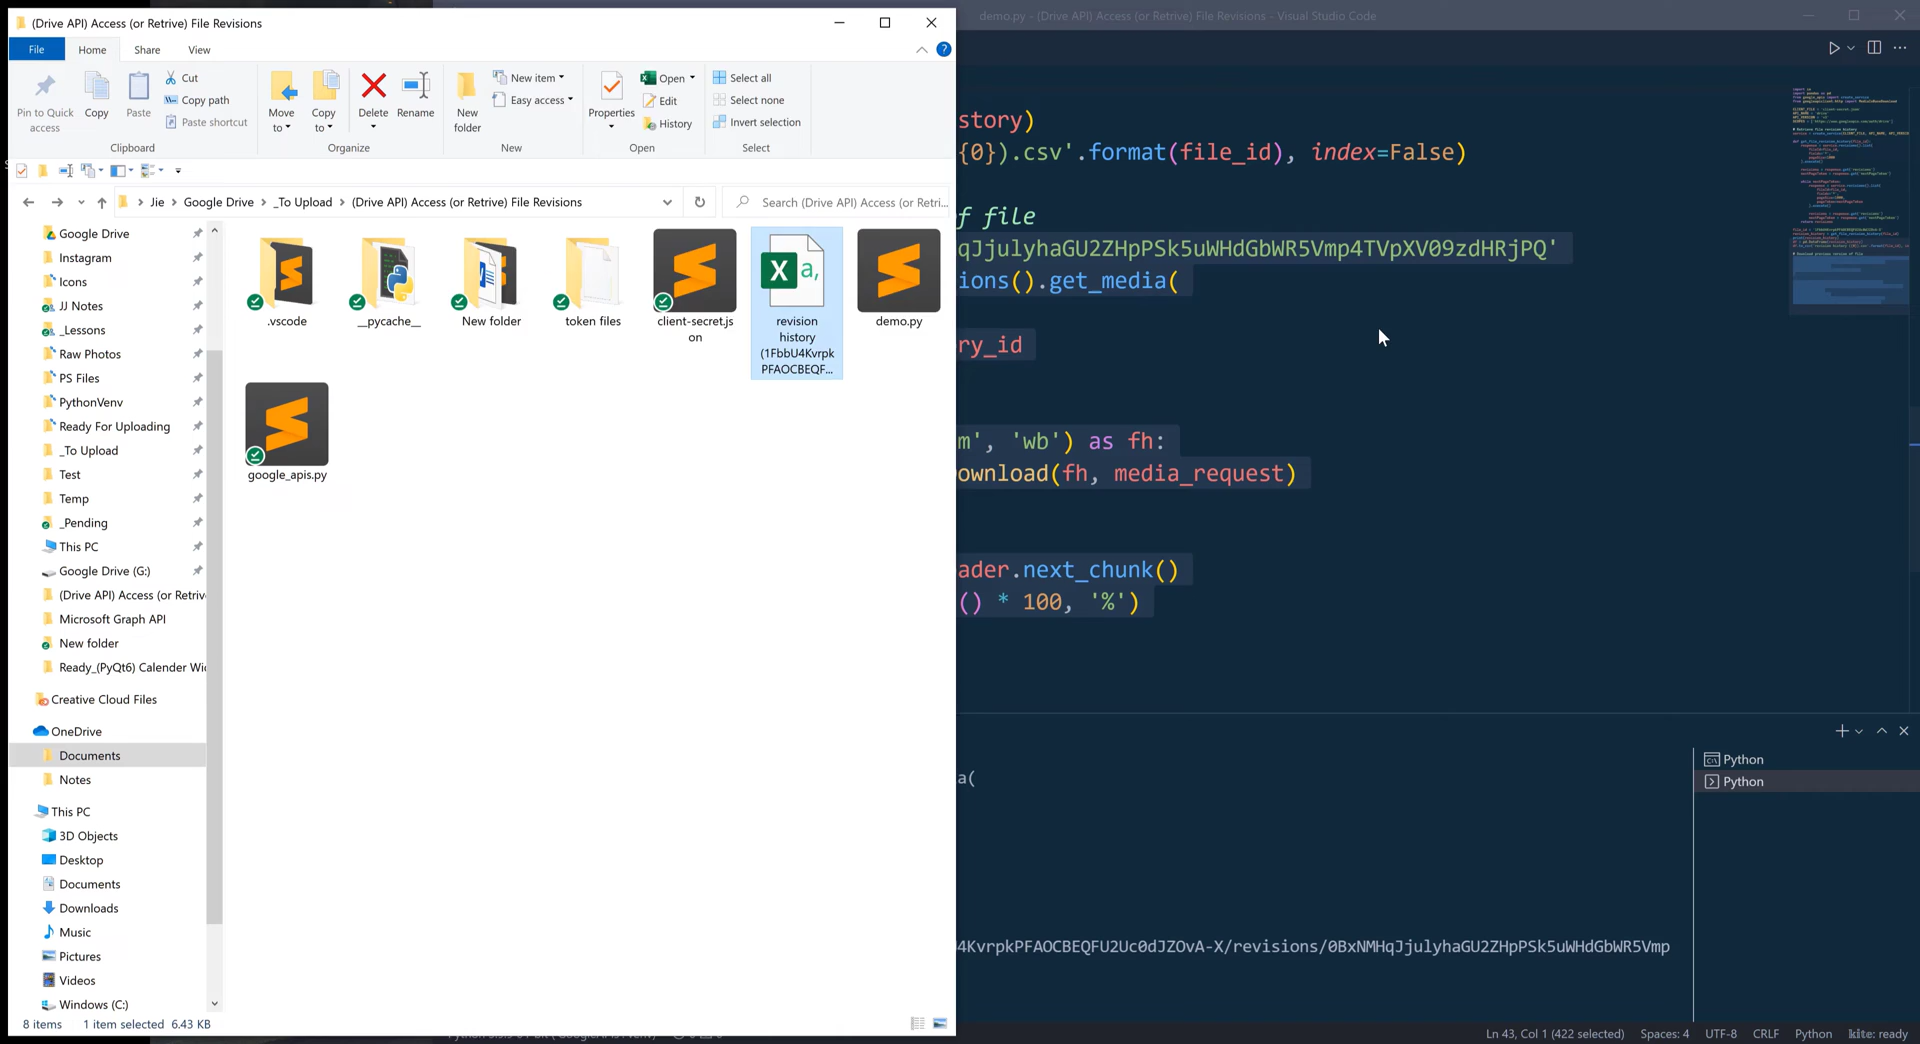 (Drive API) Access (or Retrive) File Revisions
demo.py - (Drive API) Access (or Retrive) File Revisions - Visual Studio Code
File
Home
Share
View
Pin to Quick
access
Copy
Paste
Cut
Copy path
Paste shortcut
Clipboard
Move
to
Copy
to
Delete
Rename
Organize
New
folder
New item
Easy access
New
Properties
Open
Edit
History
Open
Select all
Select none
Invert selection
Select
Jie
Google Drive
_To Upload
(Drive API) Access (or Retrive) File Revisions
Search (Drive API) Access (or Retri...
Google Drive
Instagram
Icons
JJ Notes
_Lessons
Raw Photos
PS Files
PythonVenv
Ready For Uploading
_To Upload
Test
Temp
_Pending
This PC
Google Drive (G:)
(Drive API) Access (or Retriv
Microsoft Graph API
New folder
Ready_(PyQt6) Calender Wi
Creative Cloud Files
OneDrive
Documents
Notes
This PC
3D Objects
Desktop
Documents
Downloads
Music
Pictures
Videos
Windows (C:)
.vscode
__pycache__
New folder
token files
client-secret.js
on
revision
history
(1FbbU4Kvrpk
PFAOCBEQF...
demo.py
google_apis.py
8 items
1 item selected
6.43 KB
story)
{0}).csv'.format(file_id), index=False)
f file
qJjulyhaGU2ZHpPSk5uWHdGbWR5Vmp4TVpXV09zdHRjPQ'
ions().get_media(
ry_id
m', 'wb') as fh:
ownload(fh, media_request)
ader.next_chunk()
() * 100, '%')
a(
4KvrpkPFAOCBEQFU2Uc0dJZOvA-X/revisions/0BxNMHqJjulyhaGU2ZHpPSk5uWHdGbWR5Vmp
Python
Python
Ln 43, Col 1 (422 selected)
Spaces: 4
UTF-8
CRLF
Python
kite: ready